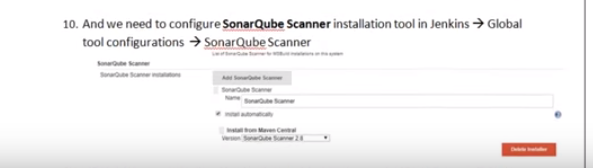 10. And we need to configure SonarQube Scanner installation tool in Jenkins → Global
tool configurations → SonarQube Scanner
List of SonarQube Scanner for MSBuild installations on this system
SonarQube Scanner
SonarQube Scanner installations
Add SonarQube Scanner
SonarQube Scanner
Name
SonarQube Scanner
Install automatically
Install from Maven Central
Version SonarQube Scanner 2.8
Delete Installer